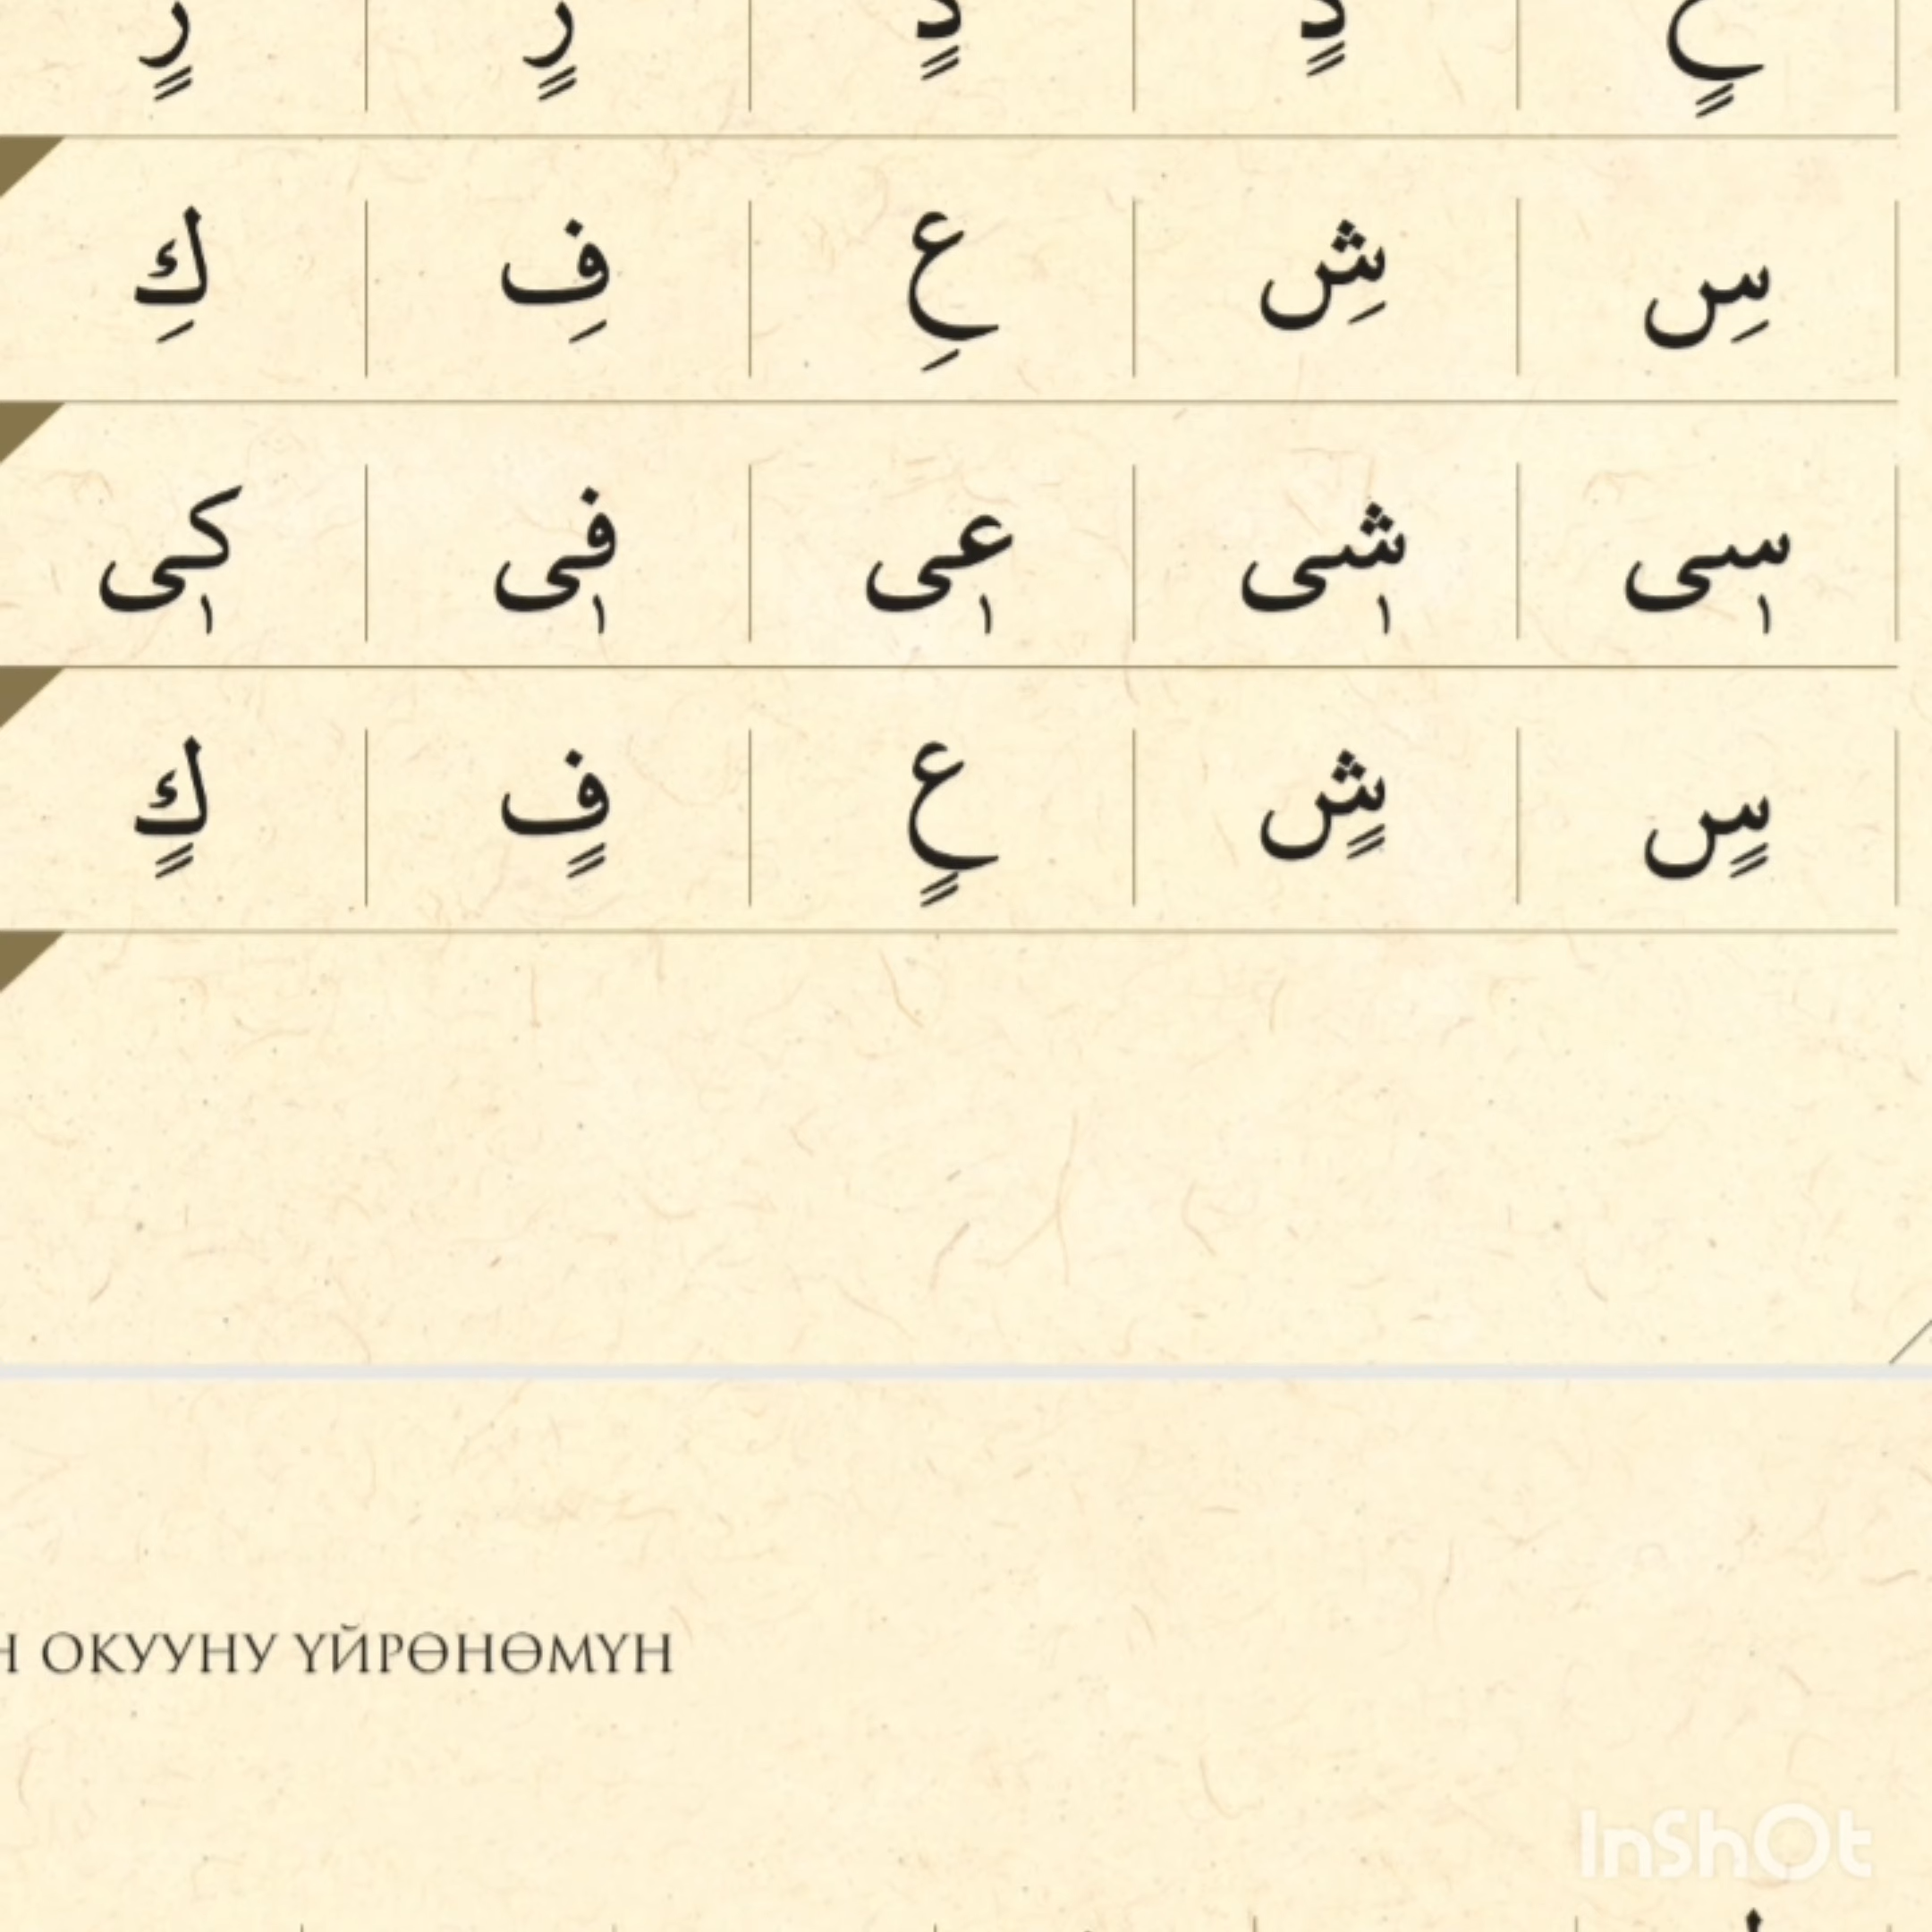 سِ شِ عِ فِ كِ
سٖى شٖى عٖى فٖى كٖى
سٍ شٍ عٍ فٍ كٍ
ОКУУНУ ҮЙРӨНӨМҮН
InShOt